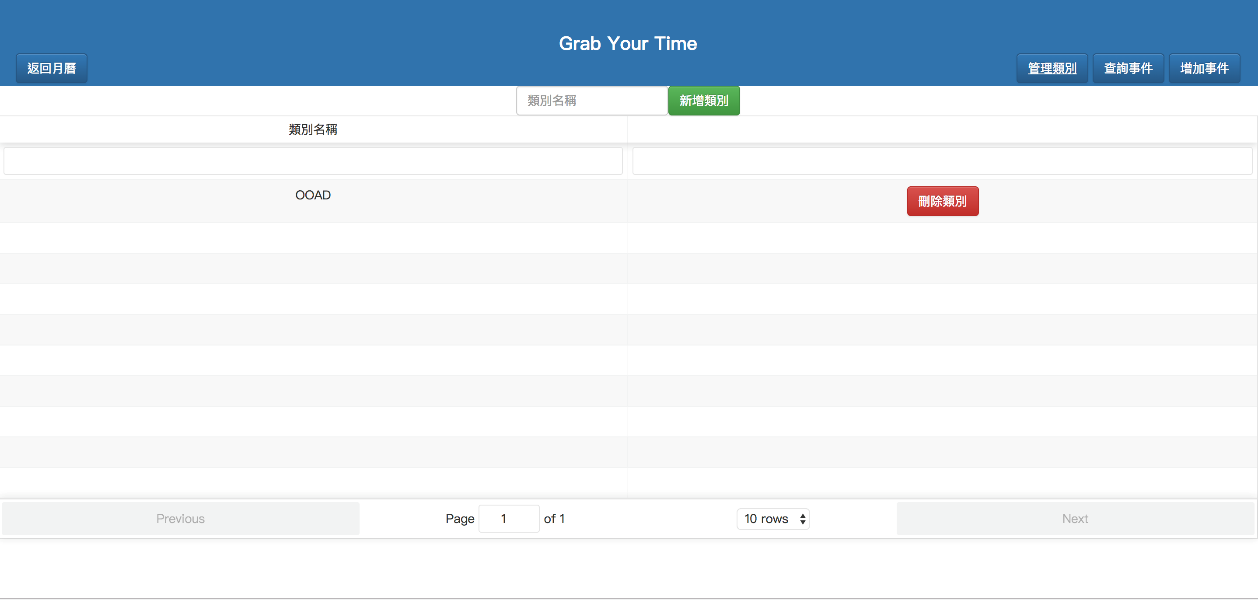 Grab Your Time
返回月曆
管理類別
查詢事件
增加事件
類別名稱
新增類別
類別名稱
OOAD
刪除類別
Previous
Page 1 of 1
10 rows
Next